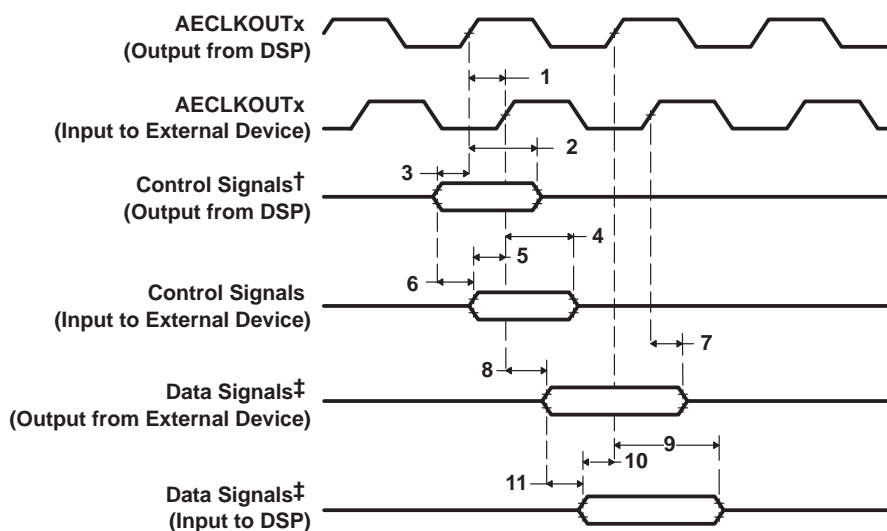 AECLKOUTx
(Output from DSP)
1
AECLKOUTx
(Input to External Device)
2
3
Control Signals†
(Output from DSP)
4
5
6
Control Signals
(Input to External Device)
7
8
Data Signals‡
(Output from External Device)
9
10
11
Data Signals‡
(Input to DSP)